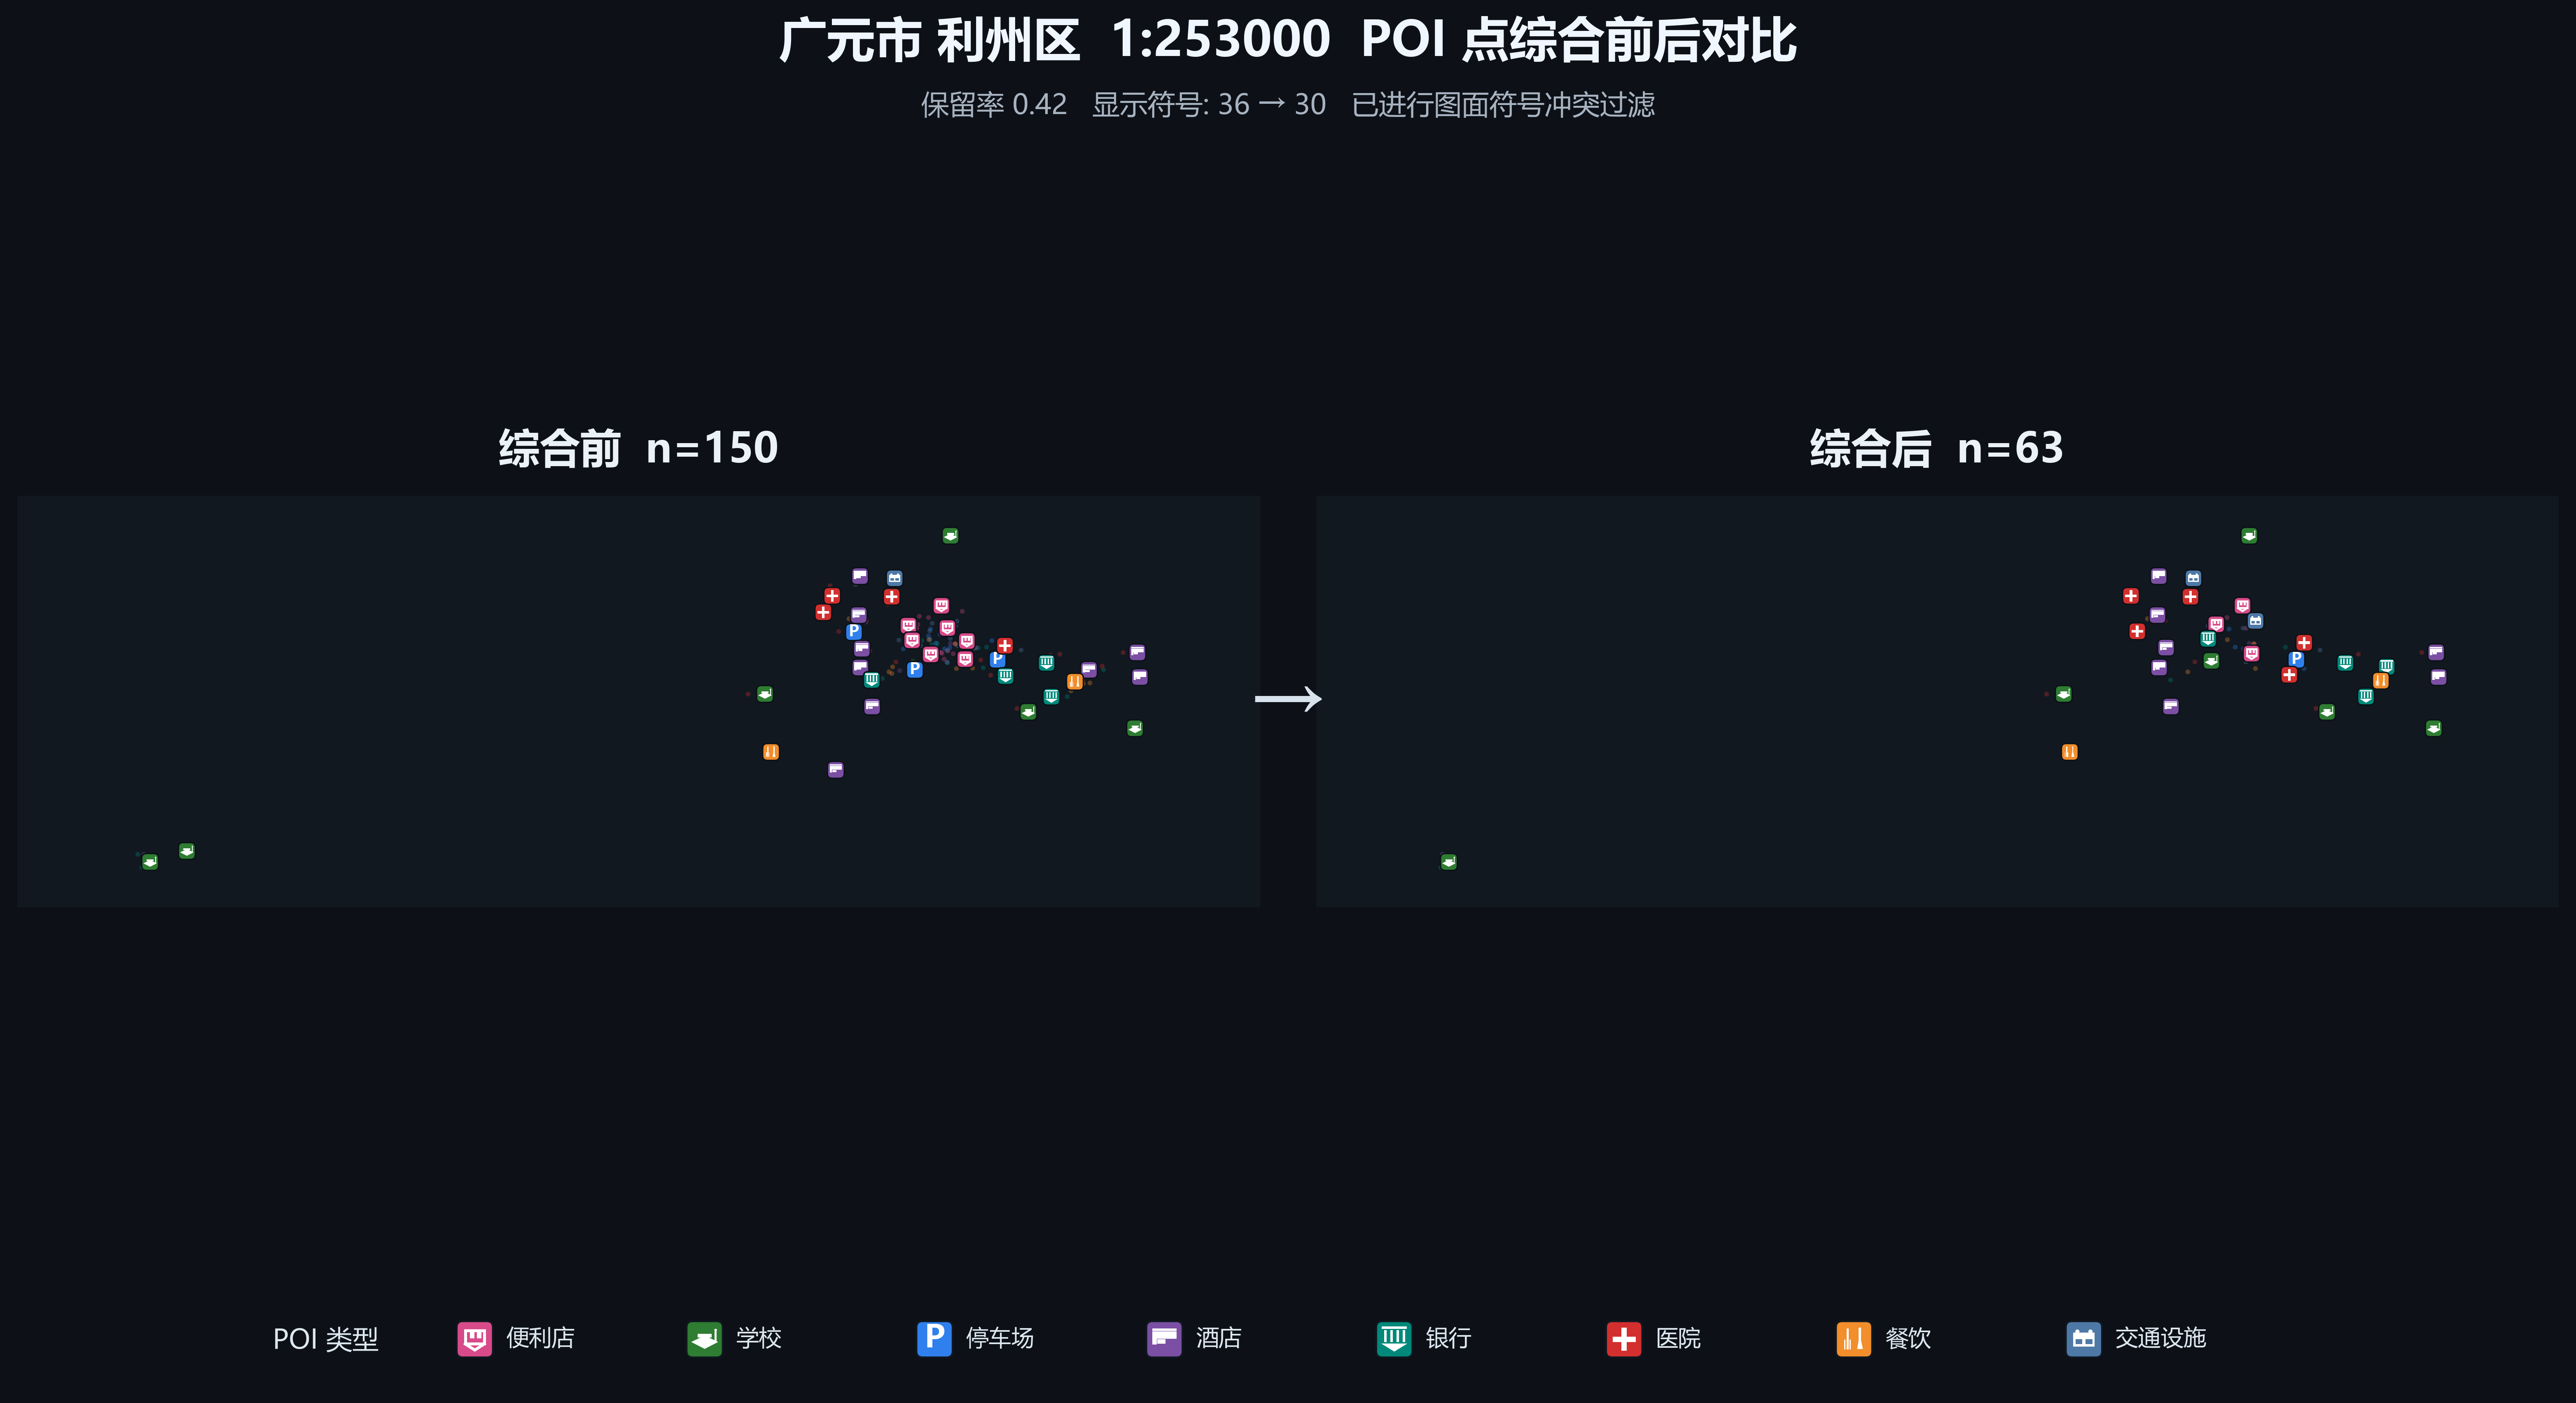 广元市 利州区 1:253000 POI 点综合前后对比
保留率 0.42 显示符号: 36 → 30 已进行图面符号冲突过滤
综合前 n=150
综合后 n=63
→
POI 类型 便利店 学校 P 停车场 酒店 银行 医院 餐饮 交通设施